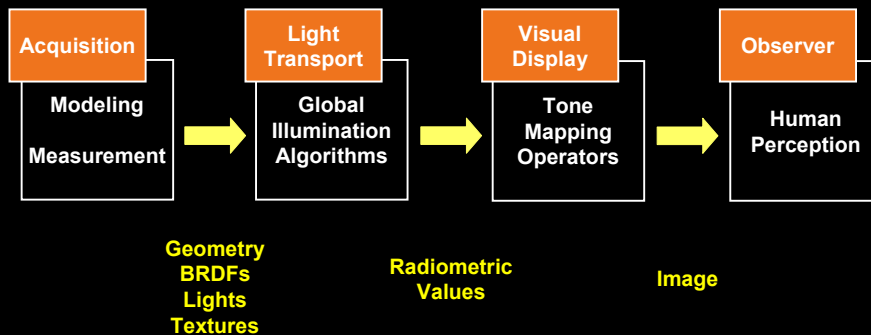 Acquisition
Modeling
Measurement
Light
Transport
Global
Illumination
Algorithms
Visual
Display
Tone
Mapping
Operators
Observer
Human
Perception
Geometry
BRDFs
Lights
Textures
Radiometric
Values
Image